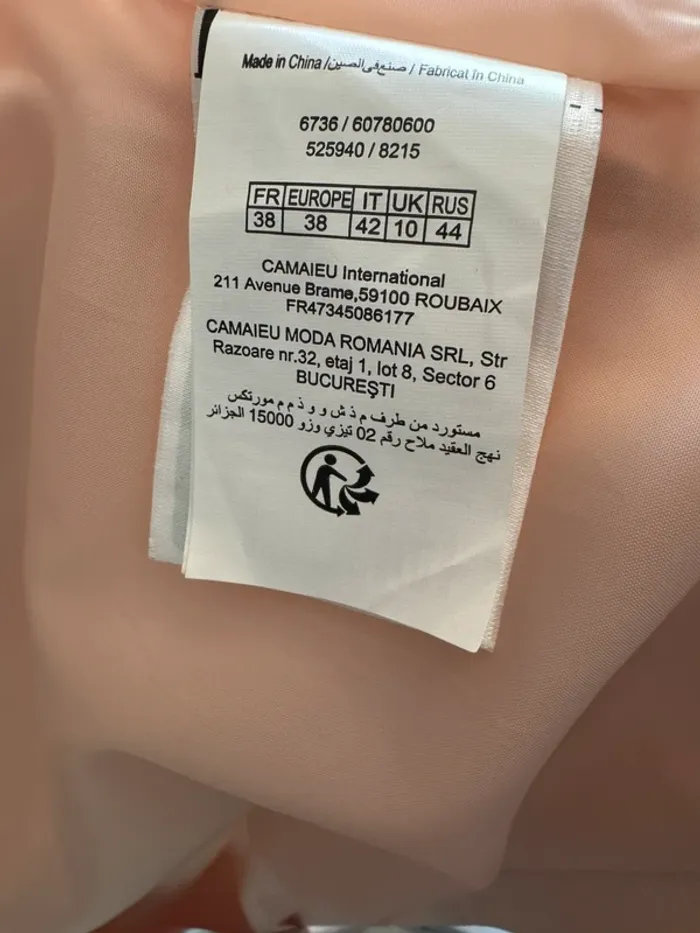 Made in China / صنع في الصين / Fabricat în China
6736 / 60780600
525940 / 8215
FR EUROPE IT UK RUS
38 38 42 10 44
CAMAIEU International
211 Avenue Brame,59100 ROUBAIX
FR47345086177
CAMAIEU MODA ROMANIA SRL, Str
Razoare nr.32, etaj 1, lot 8, Sector 6
BUCUREŞTI
مستورد من طرف م ذ ش و و ذ م م مورتكس
نهج العقيد ملاح رقم 02 تيزي وزو 15000 الجزائر